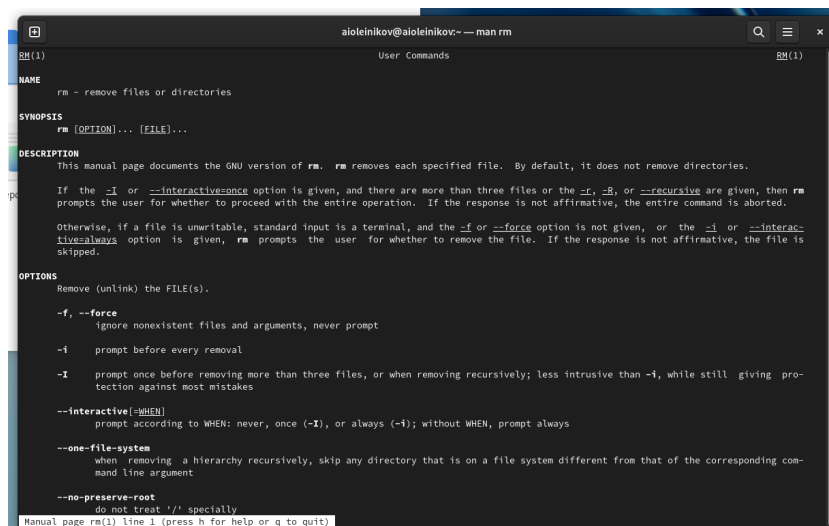 aioleinikov@aioleinikov:~ — man rm
RM(1) User Commands RM(1)
NAME
rm - remove files or directories
SYNOPSIS
rm [OPTION]... [FILE]...
DESCRIPTION
This manual page documents the GNU version of rm. rm removes each specified file. By default, it does not remove directories.
If the -I or --interactive=once option is given, and there are more than three files or the -r, -R, or --recursive are given, then rm
prompts the user for whether to proceed with the entire operation. If the response is not affirmative, the entire command is aborted.
Otherwise, if a file is unwritable, standard input is a terminal, and the -f or --force option is not given, or the -i or --interac-
tive=always option is given, rm prompts the user for whether to remove the file. If the response is not affirmative, the file is
skipped.
OPTIONS
Remove (unlink) the FILE(s).
-f, --force
ignore nonexistent files and arguments, never prompt
-i prompt before every removal
-I prompt once before removing more than three files, or when removing recursively; less intrusive than -i, while still giving pro-
tection against most mistakes
--interactive[=WHEN]
prompt according to WHEN: never, once (-I), or always (-i); without WHEN, prompt always
--one-file-system
when removing a hierarchy recursively, skip any directory that is on a file system different from that of the corresponding com-
mand line argument
--no-preserve-root
do not treat '/' specially
Manual page rm(1) line 1 (press h for help or q to quit)